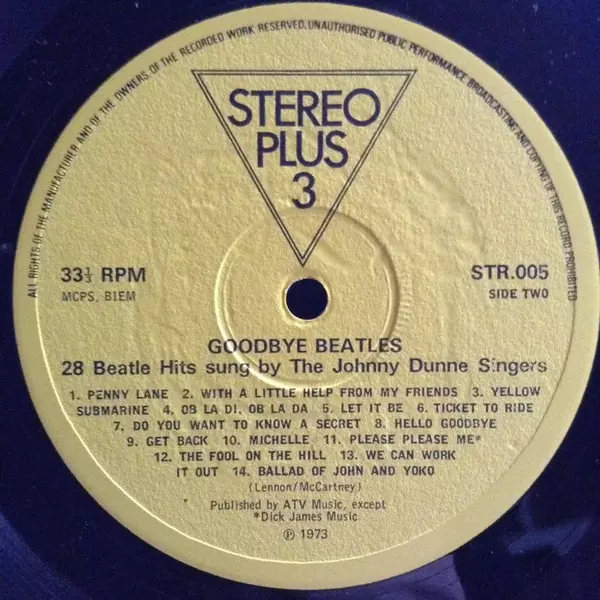 ALL RIGHTS OF THE MANUFACTURER AND OF THE OWNER OF THE RECORDED WORK RESERVED. UNAUTHORISED PUBLIC PERFORMANCE BROADCASTING AND COPYING OF THIS RECORD PROHIBITED
STEREO
PLUS
3
33⅓ RPM
STR.005
MCPS, BIEM
SIDE TWO
GOODBYE BEATLES
28 Beatle Hits sung by The Johnny Dunne Singers
1. PENNY LANE 2. WITH A LITTLE HELP FROM MY FRIENDS 3. YELLOW
SUBMARINE 4. OB LA DI, OB LA DA 5. LET IT BE 6. TICKET TO RIDE
7. DO YOU WANT TO KNOW A SECRET 8. HELLO GOODBYE
9. GET BACK 10. MICHELLE 11. PLEASE PLEASE ME*
12. THE FOOL ON THE HILL 13. WE CAN WORK
IT OUT 14. BALLAD OF JOHN AND YOKO
(Lennon/McCartney)
* Published by ATV Music, except
*Dick James Music
℗ 1973